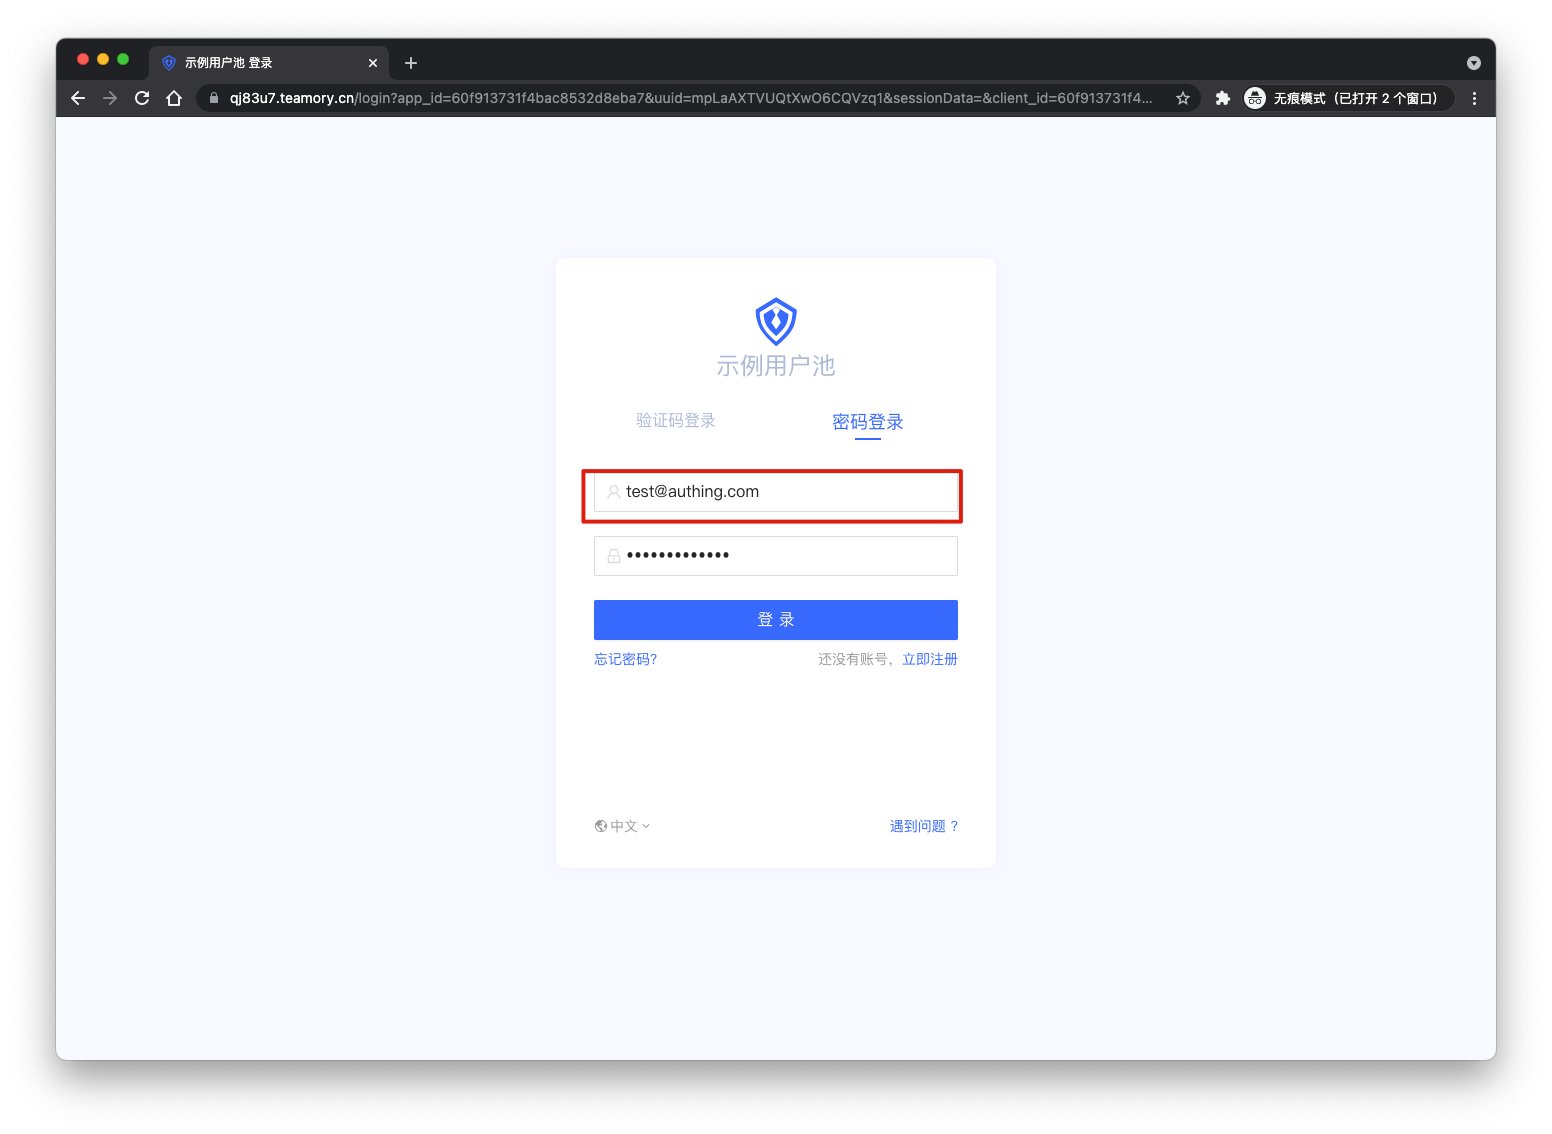 示例用户池 登录
qj83u7.teamory.cn/login?app_id=60f913731f4bac8532d8eba7&uuid=mpLaAXTVUQtXwO6CQVzq1&sessionData=&client_id=60f913731f4...
无痕模式（已打开 2 个窗口）
示例用户池
验证码登录 密码登录
test@authing.com
•••••••••••••
登 录
忘记密码? 还没有账号，立即注册
中文 遇到问题 ?